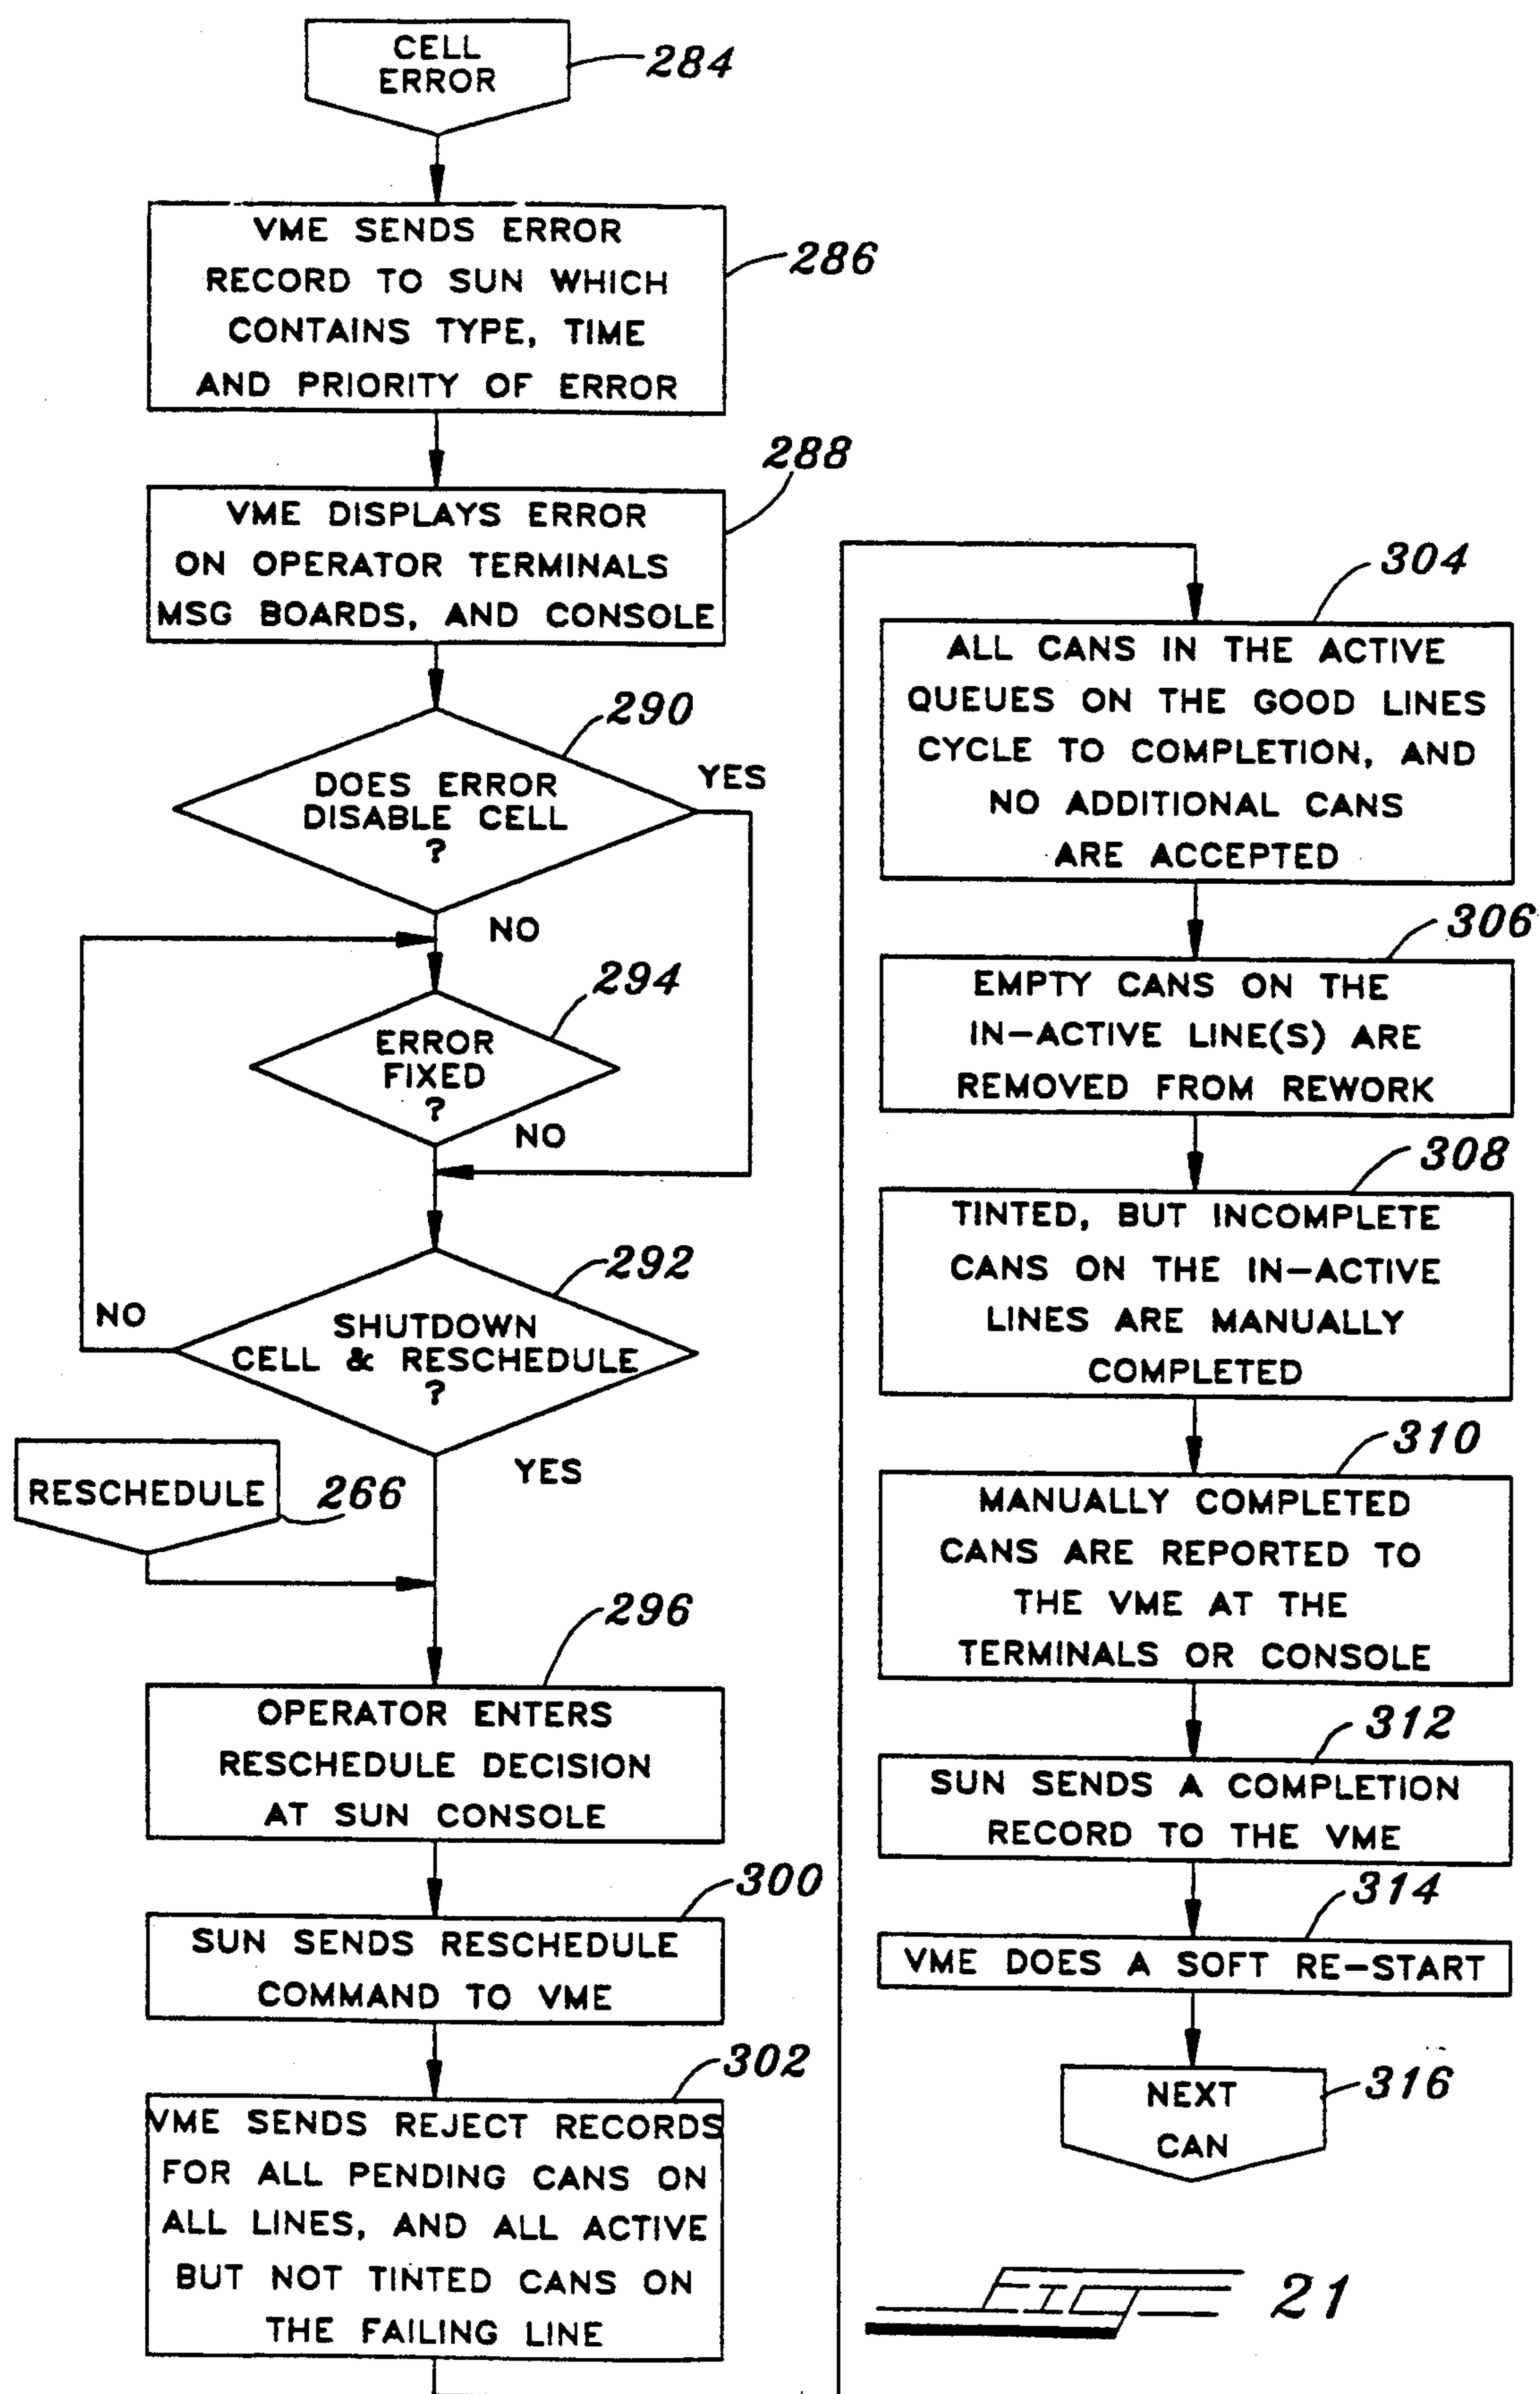 CELL
ERROR
284
VME SENDS ERROR
RECORD TO SUN WHICH
CONTAINS TYPE, TIME
AND PRIORITY OF ERROR
286
VME DISPLAYS ERROR
ON OPERATOR TERMINALS
MSG BOARDS, AND CONSOLE
288
DOES ERROR
DISABLE CELL
?
290
YES
NO
ERROR
FIXED
?
294
NO
SHUTDOWN
CELL & RESCHEDULE
?
292
NO
YES
RESCHEDULE
266
OPERATOR ENTERS
RESCHEDULE DECISION
AT SUN CONSOLE
296
SUN SENDS RESCHEDULE
COMMAND TO VME
300
VME SENDS REJECT RECORDS
FOR ALL PENDING CANS ON
ALL LINES, AND ALL ACTIVE
BUT NOT TINTED CANS ON
THE FAILING LINE
302
ALL CANS IN THE ACTIVE
QUEUES ON THE GOOD LINES
CYCLE TO COMPLETION, AND
NO ADDITIONAL CANS
ARE ACCEPTED
304
EMPTY CANS ON THE
IN-ACTIVE LINE(S) ARE
REMOVED FROM REWORK
306
TINTED, BUT INCOMPLETE
CANS ON THE IN-ACTIVE
LINES ARE MANUALLY
COMPLETED
308
MANUALLY COMPLETED
CANS ARE REPORTED TO
THE VME AT THE
TERMINALS OR CONSOLE
310
SUN SENDS A COMPLETION
RECORD TO THE VME
312
VME DOES A SOFT RE-START
314
NEXT
CAN
316
FIG 21